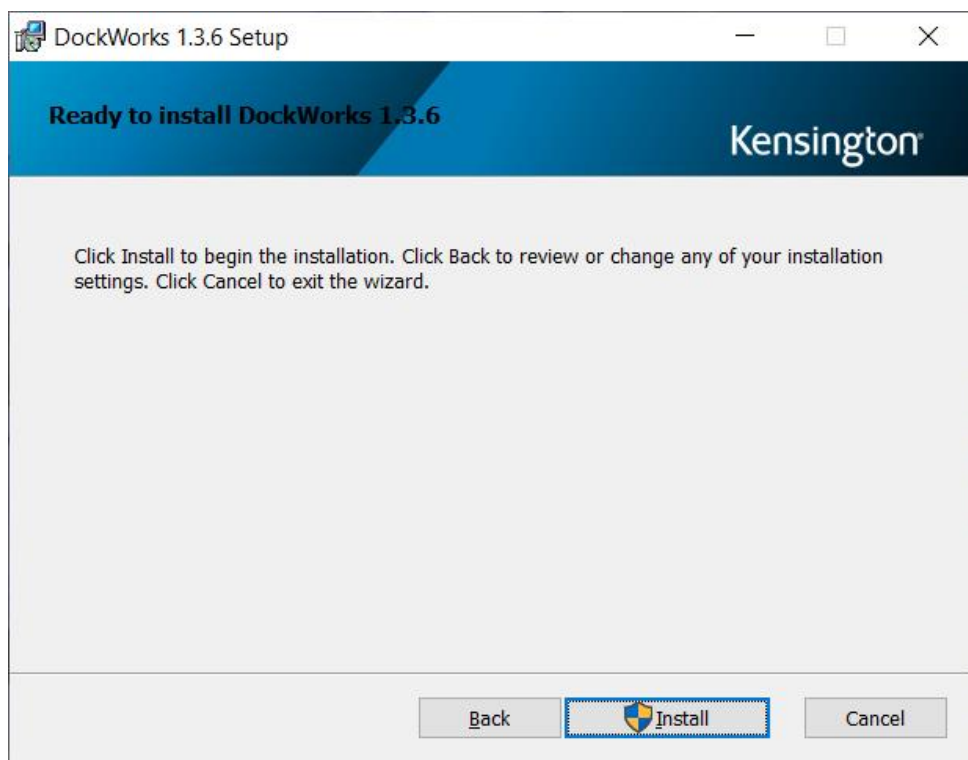 DockWorks 1.3.6 Setup
Ready to install DockWorks 1.3.6
Kensington
Click Install to begin the installation. Click Back to review or change any of your installation
settings. Click Cancel to exit the wizard.
Back Install Cancel